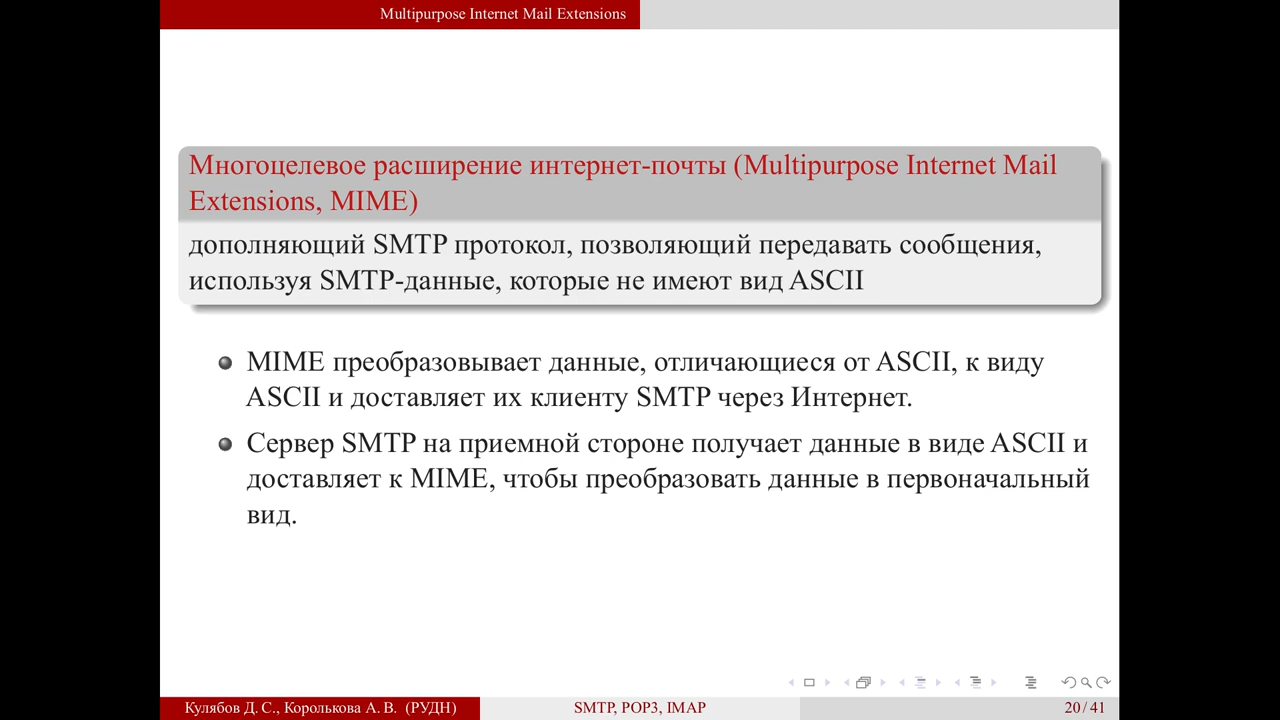 Multipurpose Internet Mail Extensions
Многоцелевое расширение интернет-почты (Multipurpose Internet Mail
Extensions, MIME)
дополняющий SMTP протокол, позволяющий передавать сообщения,
используя SMTP-данные, которые не имеют вид ASCII
MIME преобразовывает данные, отличающиеся от ASCII, к виду
ASCII и доставляет их клиенту SMTP через Интернет.
Сервер SMTP на приемной стороне получает данные в виде ASCII и
доставляет к MIME, чтобы преобразовать данные в первоначальный
вид.
Кулябов Д. С., Королькова А. В. (РУДН)
SMTP, POP3, IMAP
20 / 41